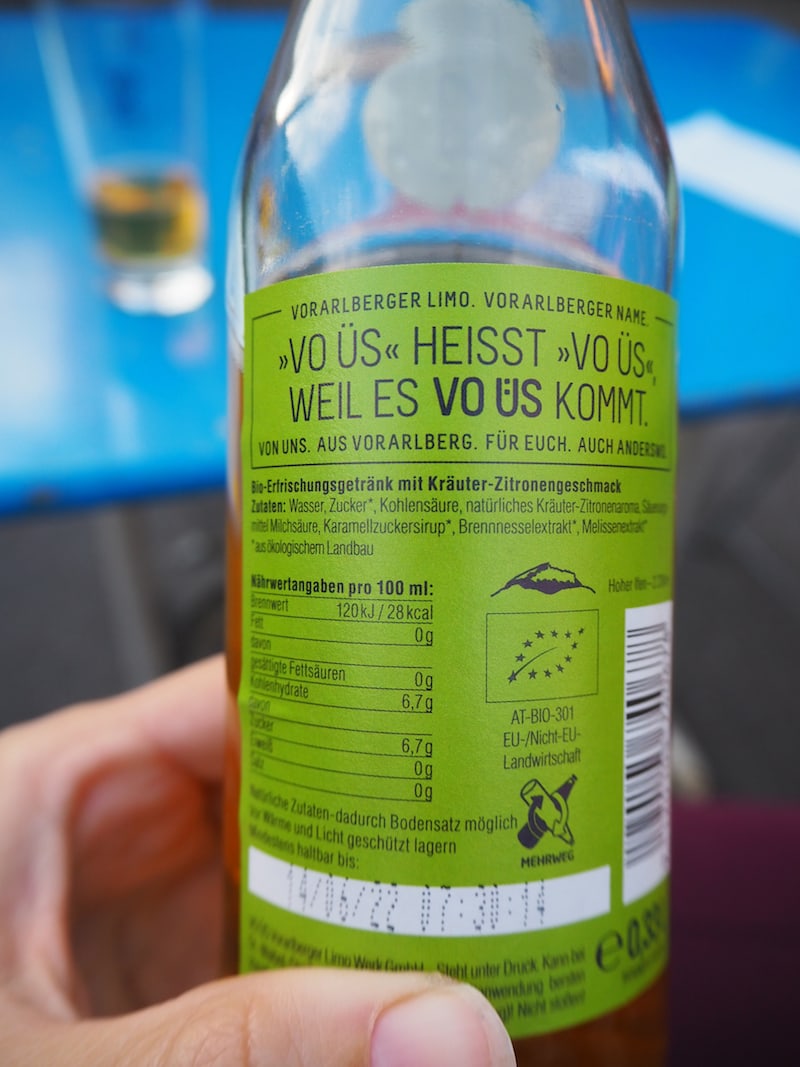 VORARLBERGER LIMO. VORARLBERGER NAME.
»VO ÜS« HEISST »VO ÜS«,
WEIL ES VO ÜS KOMMT.
VON UNS. AUS VORARLBERG. FÜR EUCH. AUCH ANDERSWO.
Bio-Erfrischungsgetränk mit Kräuter-Zitronengeschmack
Zutaten: Wasser, Zucker*, Kohlensäure, natürliches Kräuter-Zitronenaroma,
mittel Milchsäure, Karamellzuckersirup*, Brennnesselextrakt*, Melissenextrakt*
*aus ökologischem Landbau
Nährwertangaben pro 100 ml:
Brennwert 120 kJ / 28 kcal
Fett 0 g
davon
gesättigte Fettsäuren 0 g
Kohlenhydrate 6,7 g
davon
Zucker 6,7 g
Eiweiß 0 g
Salz 0 g
Hoher Ifen
AT-BIO-301
EU-/Nicht-EU-
Landwirtschaft
MEHRWEG
Natürliche Zutaten-dadurch Bodensatz möglich
Vor Wärme und Licht geschützt lagern
Mindestens haltbar bis:
14/06/22 07:30:14
Vorarlberger Limo Werk GmbH
Steht unter Druck. Kann bei
bersten
Nicht stoßen!
e 0,33